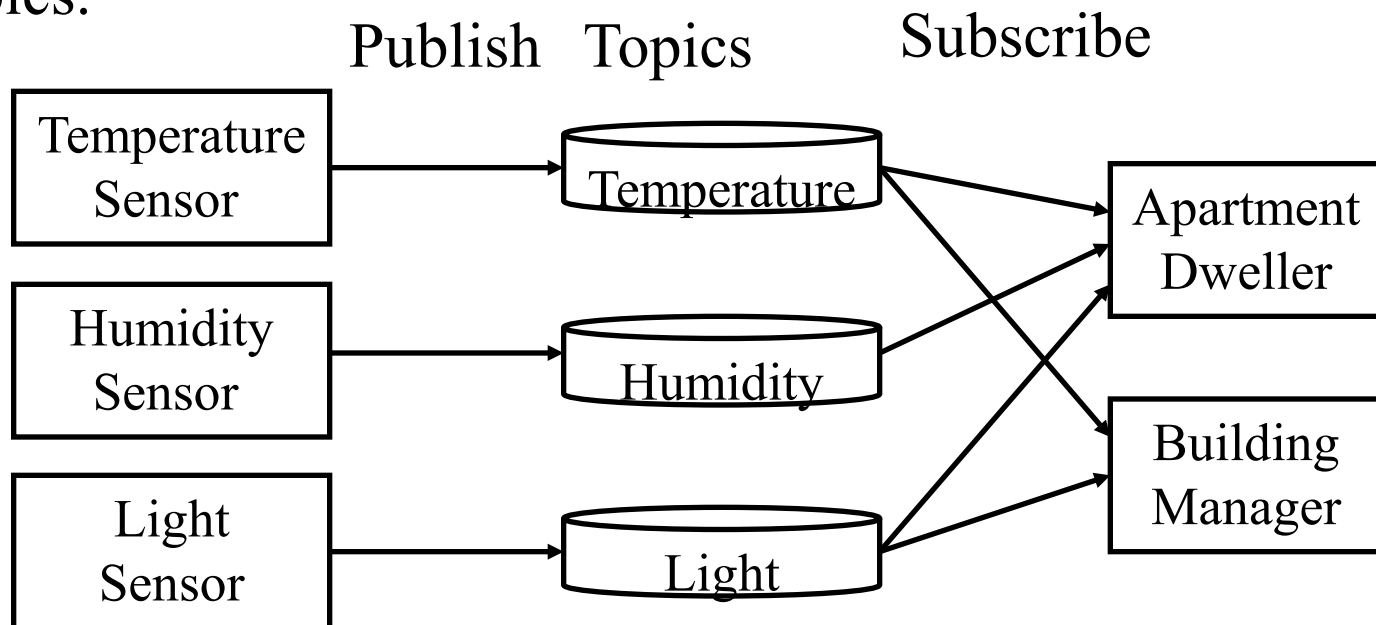 Publish Topics Subscribe
Temperature
Sensor
Temperature
Apartment
Dweller
Humidity
Sensor
Humidity
Building
Manager
Light
Sensor
Light